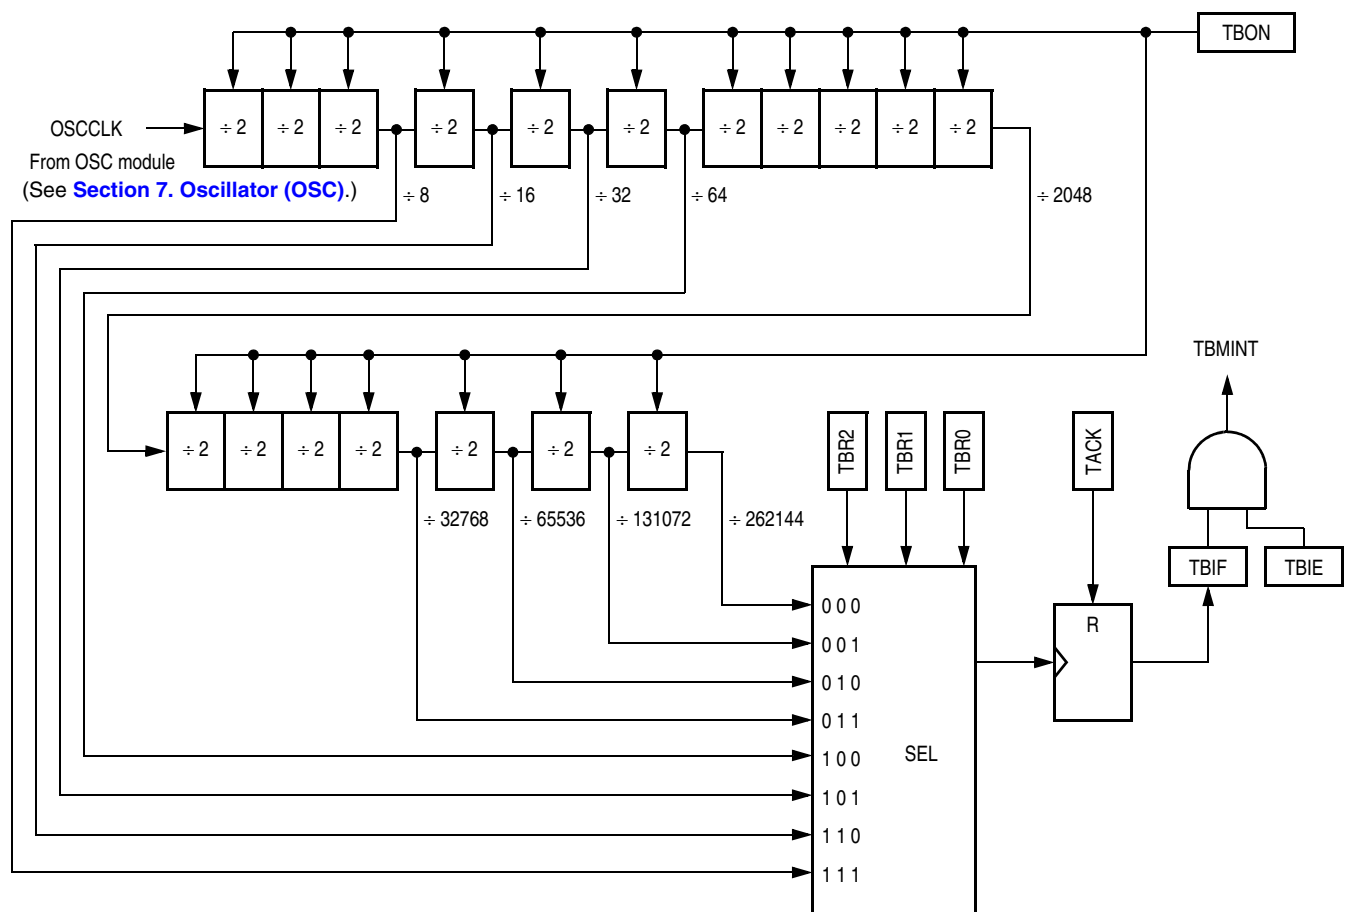 TBON
OSCCLK
÷ 2 ÷ 2 ÷ 2 ÷ 2 ÷ 2 ÷ 2 ÷ 2 ÷ 2 ÷ 2 ÷ 2 ÷ 2
From OSC module
(See Section 7. Oscillator (OSC).)
÷ 8 ÷ 16 ÷ 32 ÷ 64 ÷ 2048
TBMINT
÷ 2 ÷ 2 ÷ 2 ÷ 2 ÷ 2 ÷ 2 ÷ 2
TBR2
TBR1
TBR0
TACK
÷ 32768 ÷ 65536 ÷ 131072 ÷ 262144
TBIF TBIE
0 0 0
R
0 0 1
0 1 0
0 1 1
1 0 0
SEL
1 0 1
1 1 0
1 1 1